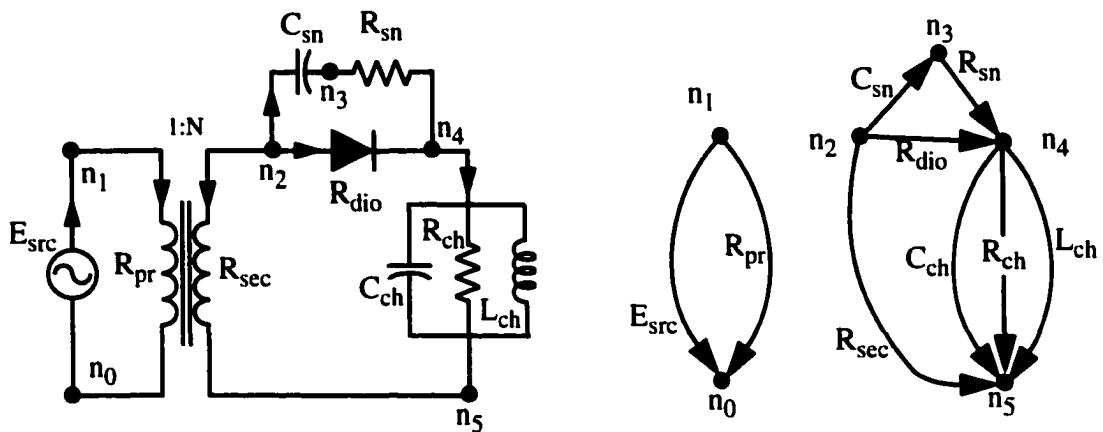 C_sn
R_sn
n_3
1:N
n_1
n_2
n_4
R_dio
E_src
R_pr
R_sec
R_ch
C_ch
L_ch
n_0
n_5
n_3
C_sn
R_sn
n_1
n_2
R_dio
n_4
R_pr
C_ch
R_ch
L_ch
E_src
R_sec
n_0
n_5